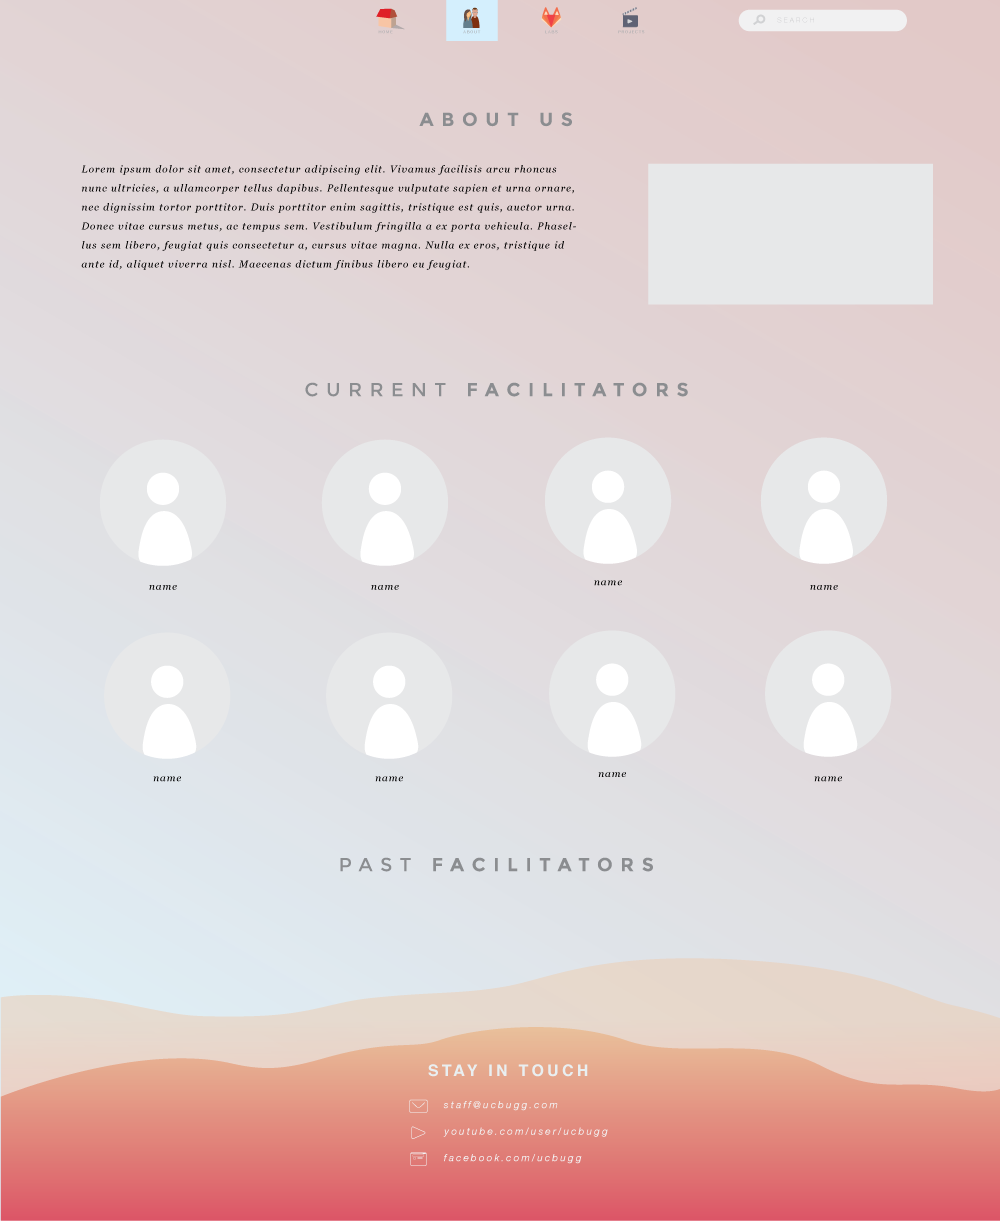 ABOUT
PROJECTS
SEARCH
ABOUT US
Lorem ipsum dolor sit amet, consectetur adipiscing elit. Vivamus facilisis arcu rhoncus
nunc ultricies, a ullamcorper tellus dapibus. Pellentesque vulputate sapien et urna ornare,
nec dignissim tortor porttitor. Duis porttitor enim sagittis, tristique est quis, auctor urna.
Donec vitae cursus metus, ac tempus sem. Vestibulum fringilla a ex porta vehicula. Phasel-
lus sem libero, feugiat quis consectetur a, cursus vitae magna. Nulla ex eros, tristique id
ante id, aliquet viverra nisl. Maecenas dictum finibus libero eu feugiat.
CURRENT FACILITATORS
name
name
name
name
name
name
name
name
PAST FACILITATORS
STAY IN TOUCH
staff@ucbugg.com
youtube.com/user/ucbugg
facebook.com/ucbugg